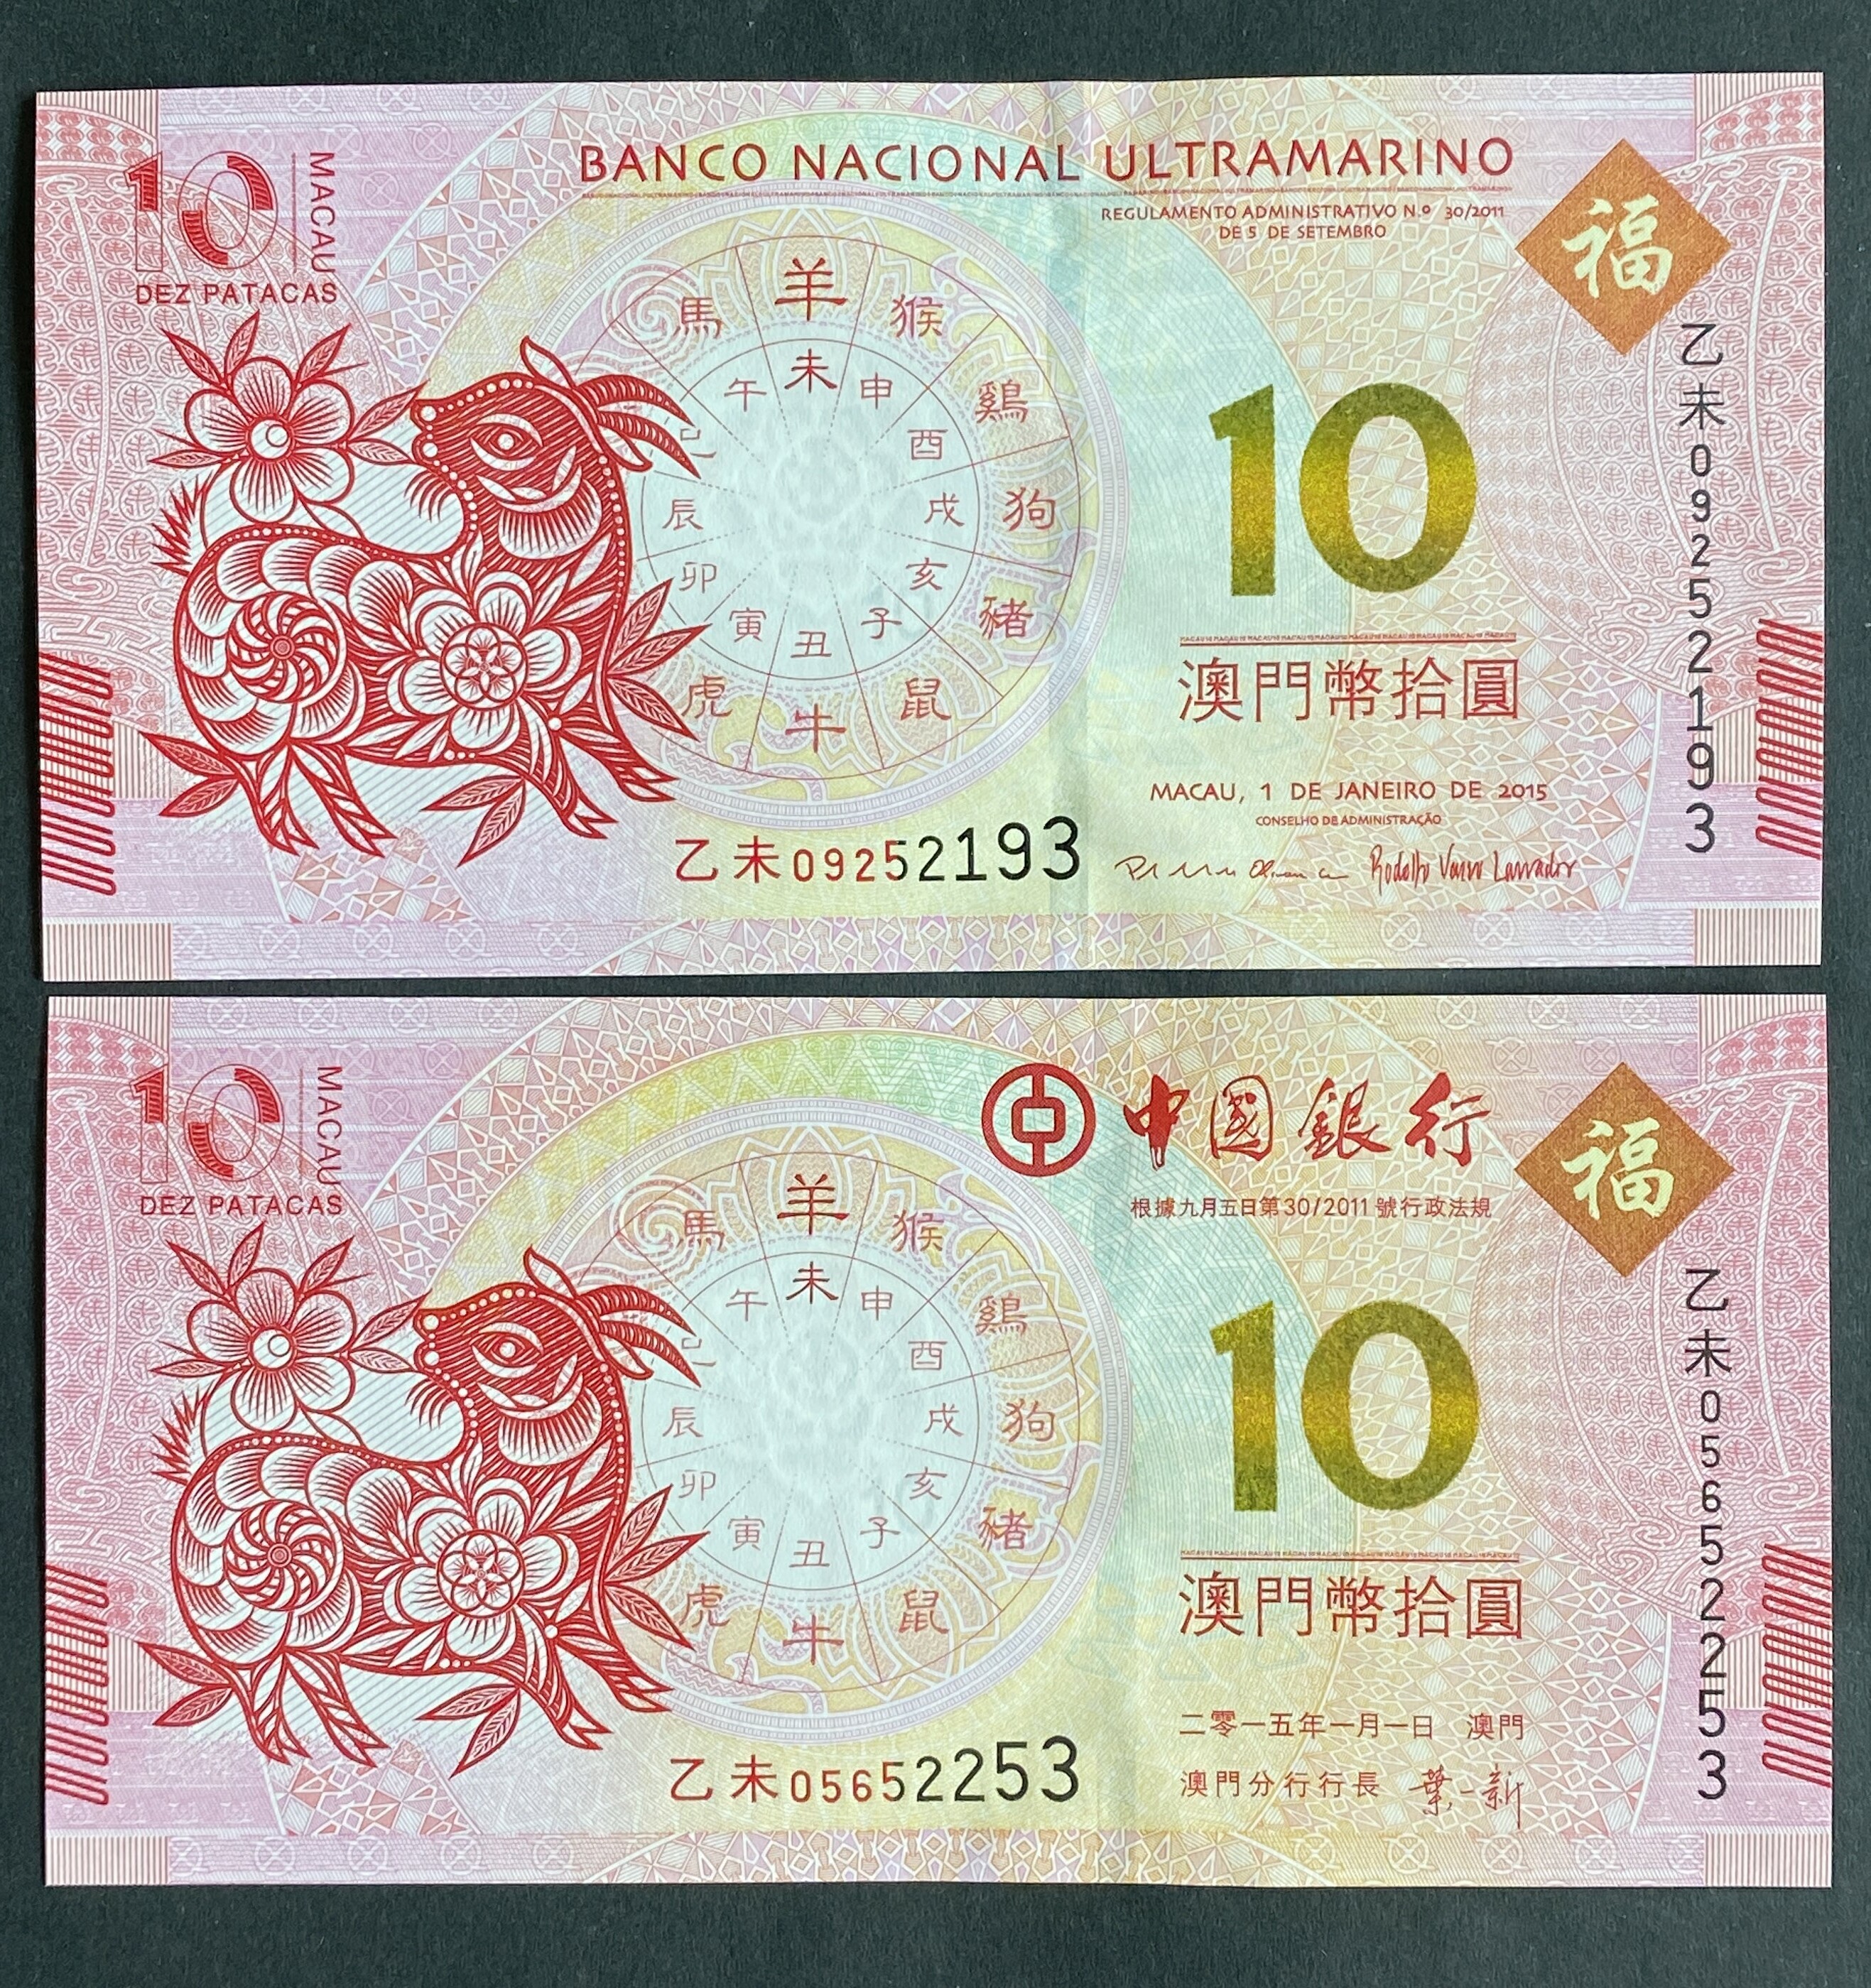 10
MACAU
DEZ PATACAS
BANCO NACIONAL ULTRAMARINO
REGULAMENTO ADMINISTRATIVO N.º 30/2011
DE 5 DE SETEMBRO
福
羊
猴
鷄
狗
豬
鼠
牛
虎
馬
未
申
酉
戌
亥
子
丑
寅
卯
辰
巳
午
10
澳門幣拾圓
MACAU, 1 DE JANEIRO DE 2015
CONSELHO DE ADMINISTRAÇÃO
乙未09252193
乙未09252193
10
MACAU
DEZ PATACAS
中國銀行
根據九月五日第30/2011號行政法規
福
羊
猴
鷄
狗
豬
鼠
牛
虎
馬
未
申
酉
戌
亥
子
丑
寅
卯
辰
巳
午
10
澳門幣拾圓
二零一五年一月一日 澳門
澳門分行行長 葉一新
乙未05652253
乙未05652253